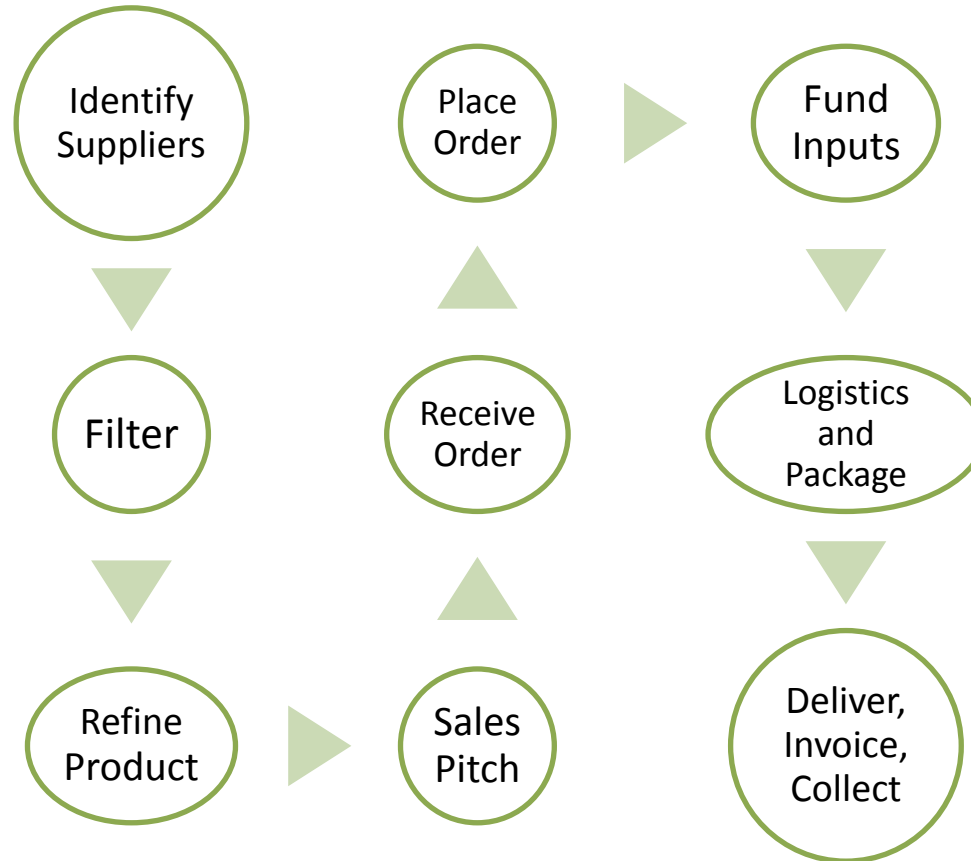 Identify
Suppliers
Filter
Refine
Product
Sales
Pitch
Receive
Order
Place
Order
Fund
Inputs
Logistics
and
Package
Deliver,
Invoice,
Collect